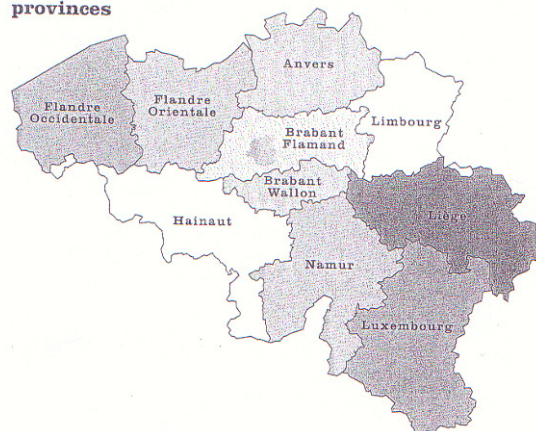 provinces
Anvers
Flandre
Occidentale
Flandre
Orientale
Limbourg
Brabant
Flamand
Brabant
Wallon
Liège
Hainaut
Namur
Luxembourg